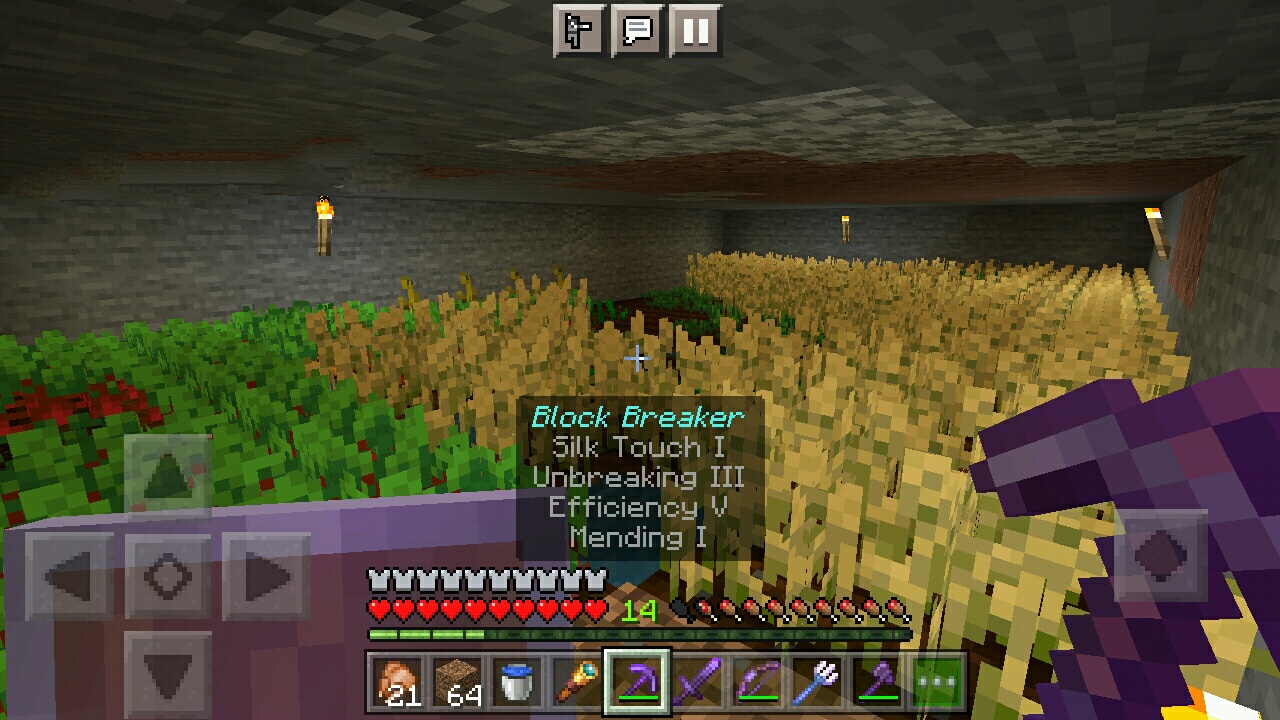 Block Breaker
Silk Touch I
Unbreaking III
Efficiency V
Mending I
14
21
64